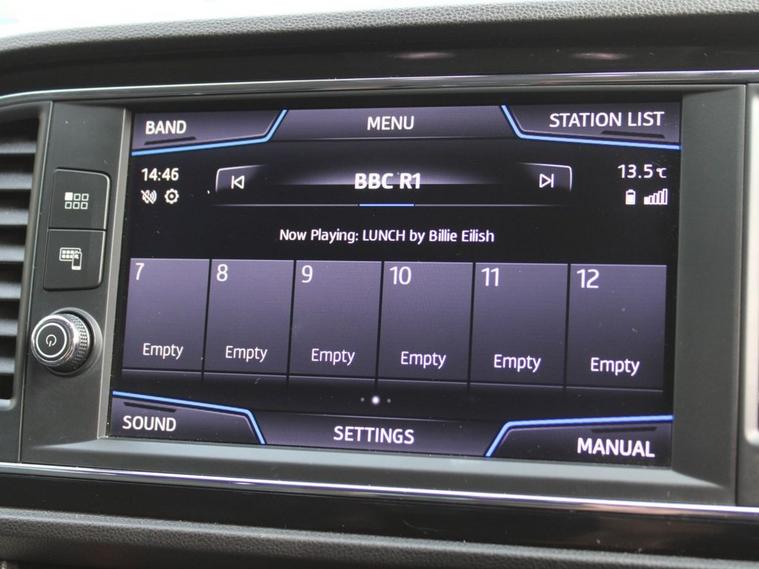 BAND MENU STATION LIST
14:46 BBC R1 13.5°C
Now Playing: LUNCH by Billie Eilish
7 8 9 10 11 12
Empty Empty Empty Empty Empty Empty
SOUND SETTINGS MANUAL